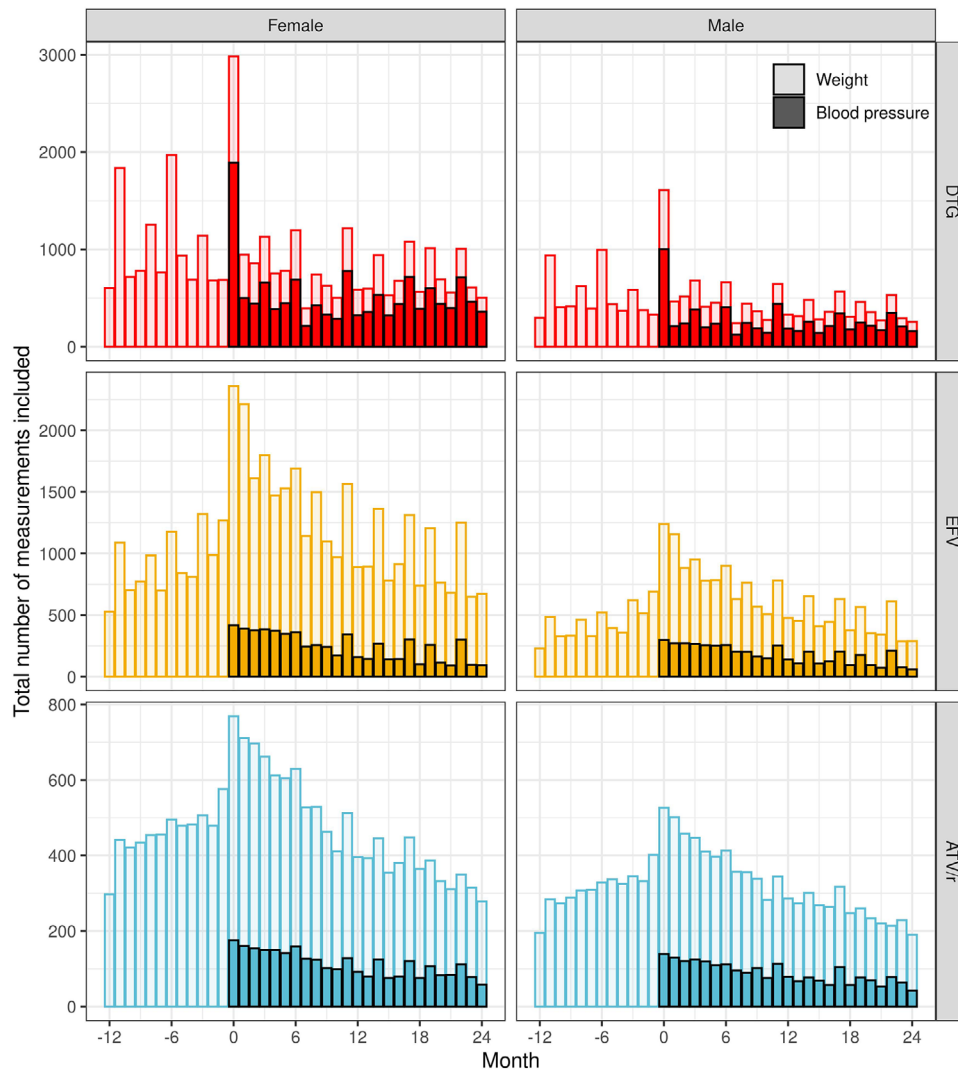 Female
Male
3000
2000
1000
0
Weight
Blood pressure
DTG
2000
1500
1000
500
0
EFV
800
600
400
200
0
ATV/r
-12 -6 0 6 12 18 24
-12 -6 0 6 12 18 24
Month
Total number of measurements included